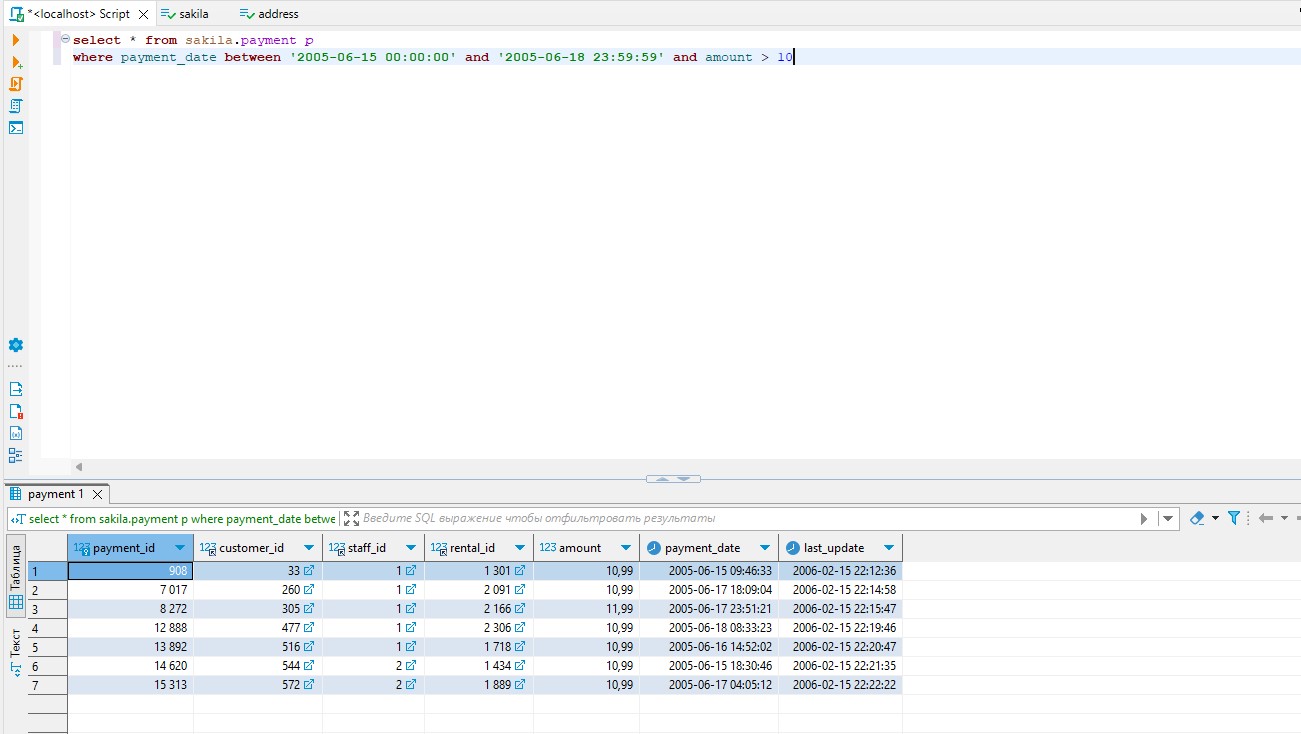 *<localhost> Script
sakila
address
select * from sakila.payment p
where payment_date between '2005-06-15 00:00:00' and '2005-06-18 23:59:59' and amount > 10
payment 1
select * from sakila.payment p where payment_date betwe
Введите SQL выражение чтобы отфильтровать результаты
Таблица
Текст
123 payment_id 123 customer_id 123 staff_id 123 rental_id 123 amount payment_date last_update
1 908 33 1 1 301 10,99 2005-06-15 09:46:33 2006-02-15 22:12:36
2 7 017 260 1 2 091 10,99 2005-06-17 18:09:04 2006-02-15 22:14:58
3 8 272 305 1 2 166 11,99 2005-06-17 23:51:21 2006-02-15 22:15:47
4 12 888 477 1 2 306 10,99 2005-06-18 08:33:23 2006-02-15 22:19:46
5 13 892 516 1 1 718 10,99 2005-06-16 14:52:02 2006-02-15 22:20:47
6 14 620 544 2 1 434 10,99 2005-06-15 18:30:46 2006-02-15 22:21:35
7 15 313 572 2 1 889 10,99 2005-06-17 04:05:12 2006-02-15 22:22:22